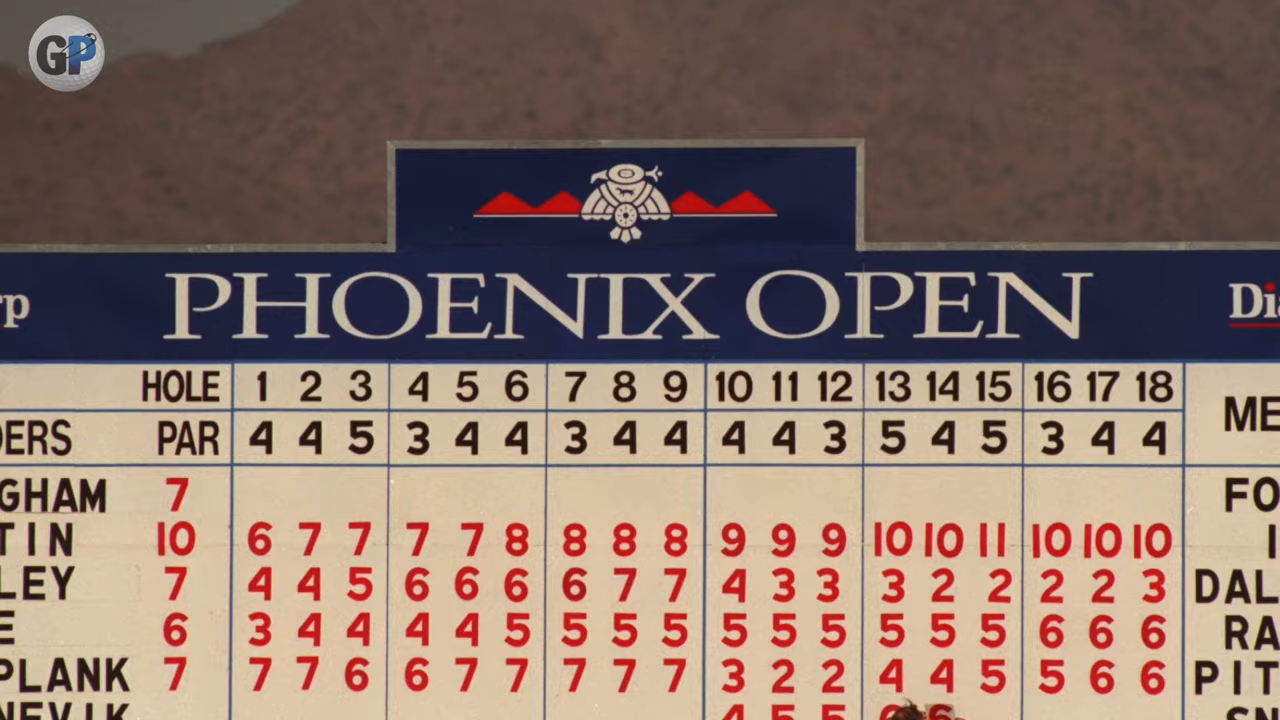 GP
PHOENIX OPEN
HOLE 1 2 3 4 5 6 7 8 9 10 11 12 13 14 15 16 17 18
PAR 4 4 5 3 4 4 3 4 4 4 4 3 5 4 5 3 4 4
GHAM 7
TIN 10 6 7 7 7 7 8 8 8 8 9 9 9 10 10 11 10 10 10
LEY 7 4 4 5 6 6 6 6 7 7 4 3 3 3 2 2 2 2 3 DAL
E 6 3 4 4 4 4 5 5 5 5 5 5 5 5 5 5 6 6 6 RA
PLANK 7 7 7 6 6 7 7 7 7 7 3 2 2 4 4 5 5 6 6 PIT
NEVIK 4 5 5